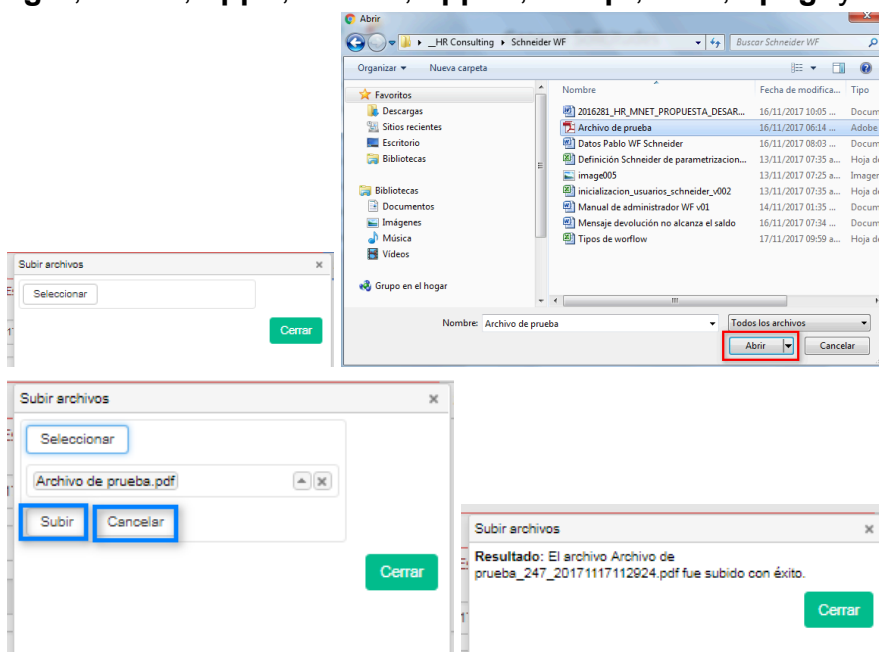 Abrir
_HR Consulting ▸ Schneider WF
Buscar Schneider WF
Organizar
Nueva carpeta
Favoritos
Descargas
Sitios recientes
Escritorio
Bibliotecas
Bibliotecas
Documentos
Imágenes
Música
Vídeos
Grupo en el hogar
Nombre Fecha de modifica... Tipo
2016281_HR_MNET_PROPUESTA_DESAR... 16/11/2017 10:05 ... Docum
Archivo de prueba 16/11/2017 06:14 ... Adobe
Datos Pablo WF Schneider 16/11/2017 08:03 ... Docum
Definición Schneider de parametrizacion... 13/11/2017 07:35 a... Hoja d
image005 13/11/2017 07:25 a... Imager
inicializacion_usuarios_schneider_v002 13/11/2017 07:35 a... Hoja d
Manual de administrador WF v01 14/11/2017 01:35 ... Docum
Mensaje devolución no alcanza el saldo 16/11/2017 07:34 ... Docum
Tipos de worflow 17/11/2017 09:59 a... Hoja d
Nombre: Archivo de prueba
Todos los archivos
Abrir
Cancelar
Subir archivos
Seleccionar
Cerrar
Subir archivos
Seleccionar
Archivo de prueba.pdf
Subir
Cancelar
Cerrar
Subir archivos
Resultado: El archivo Archivo de
prueba_247_20171117112924.pdf fue subido con éxito.
Cerrar